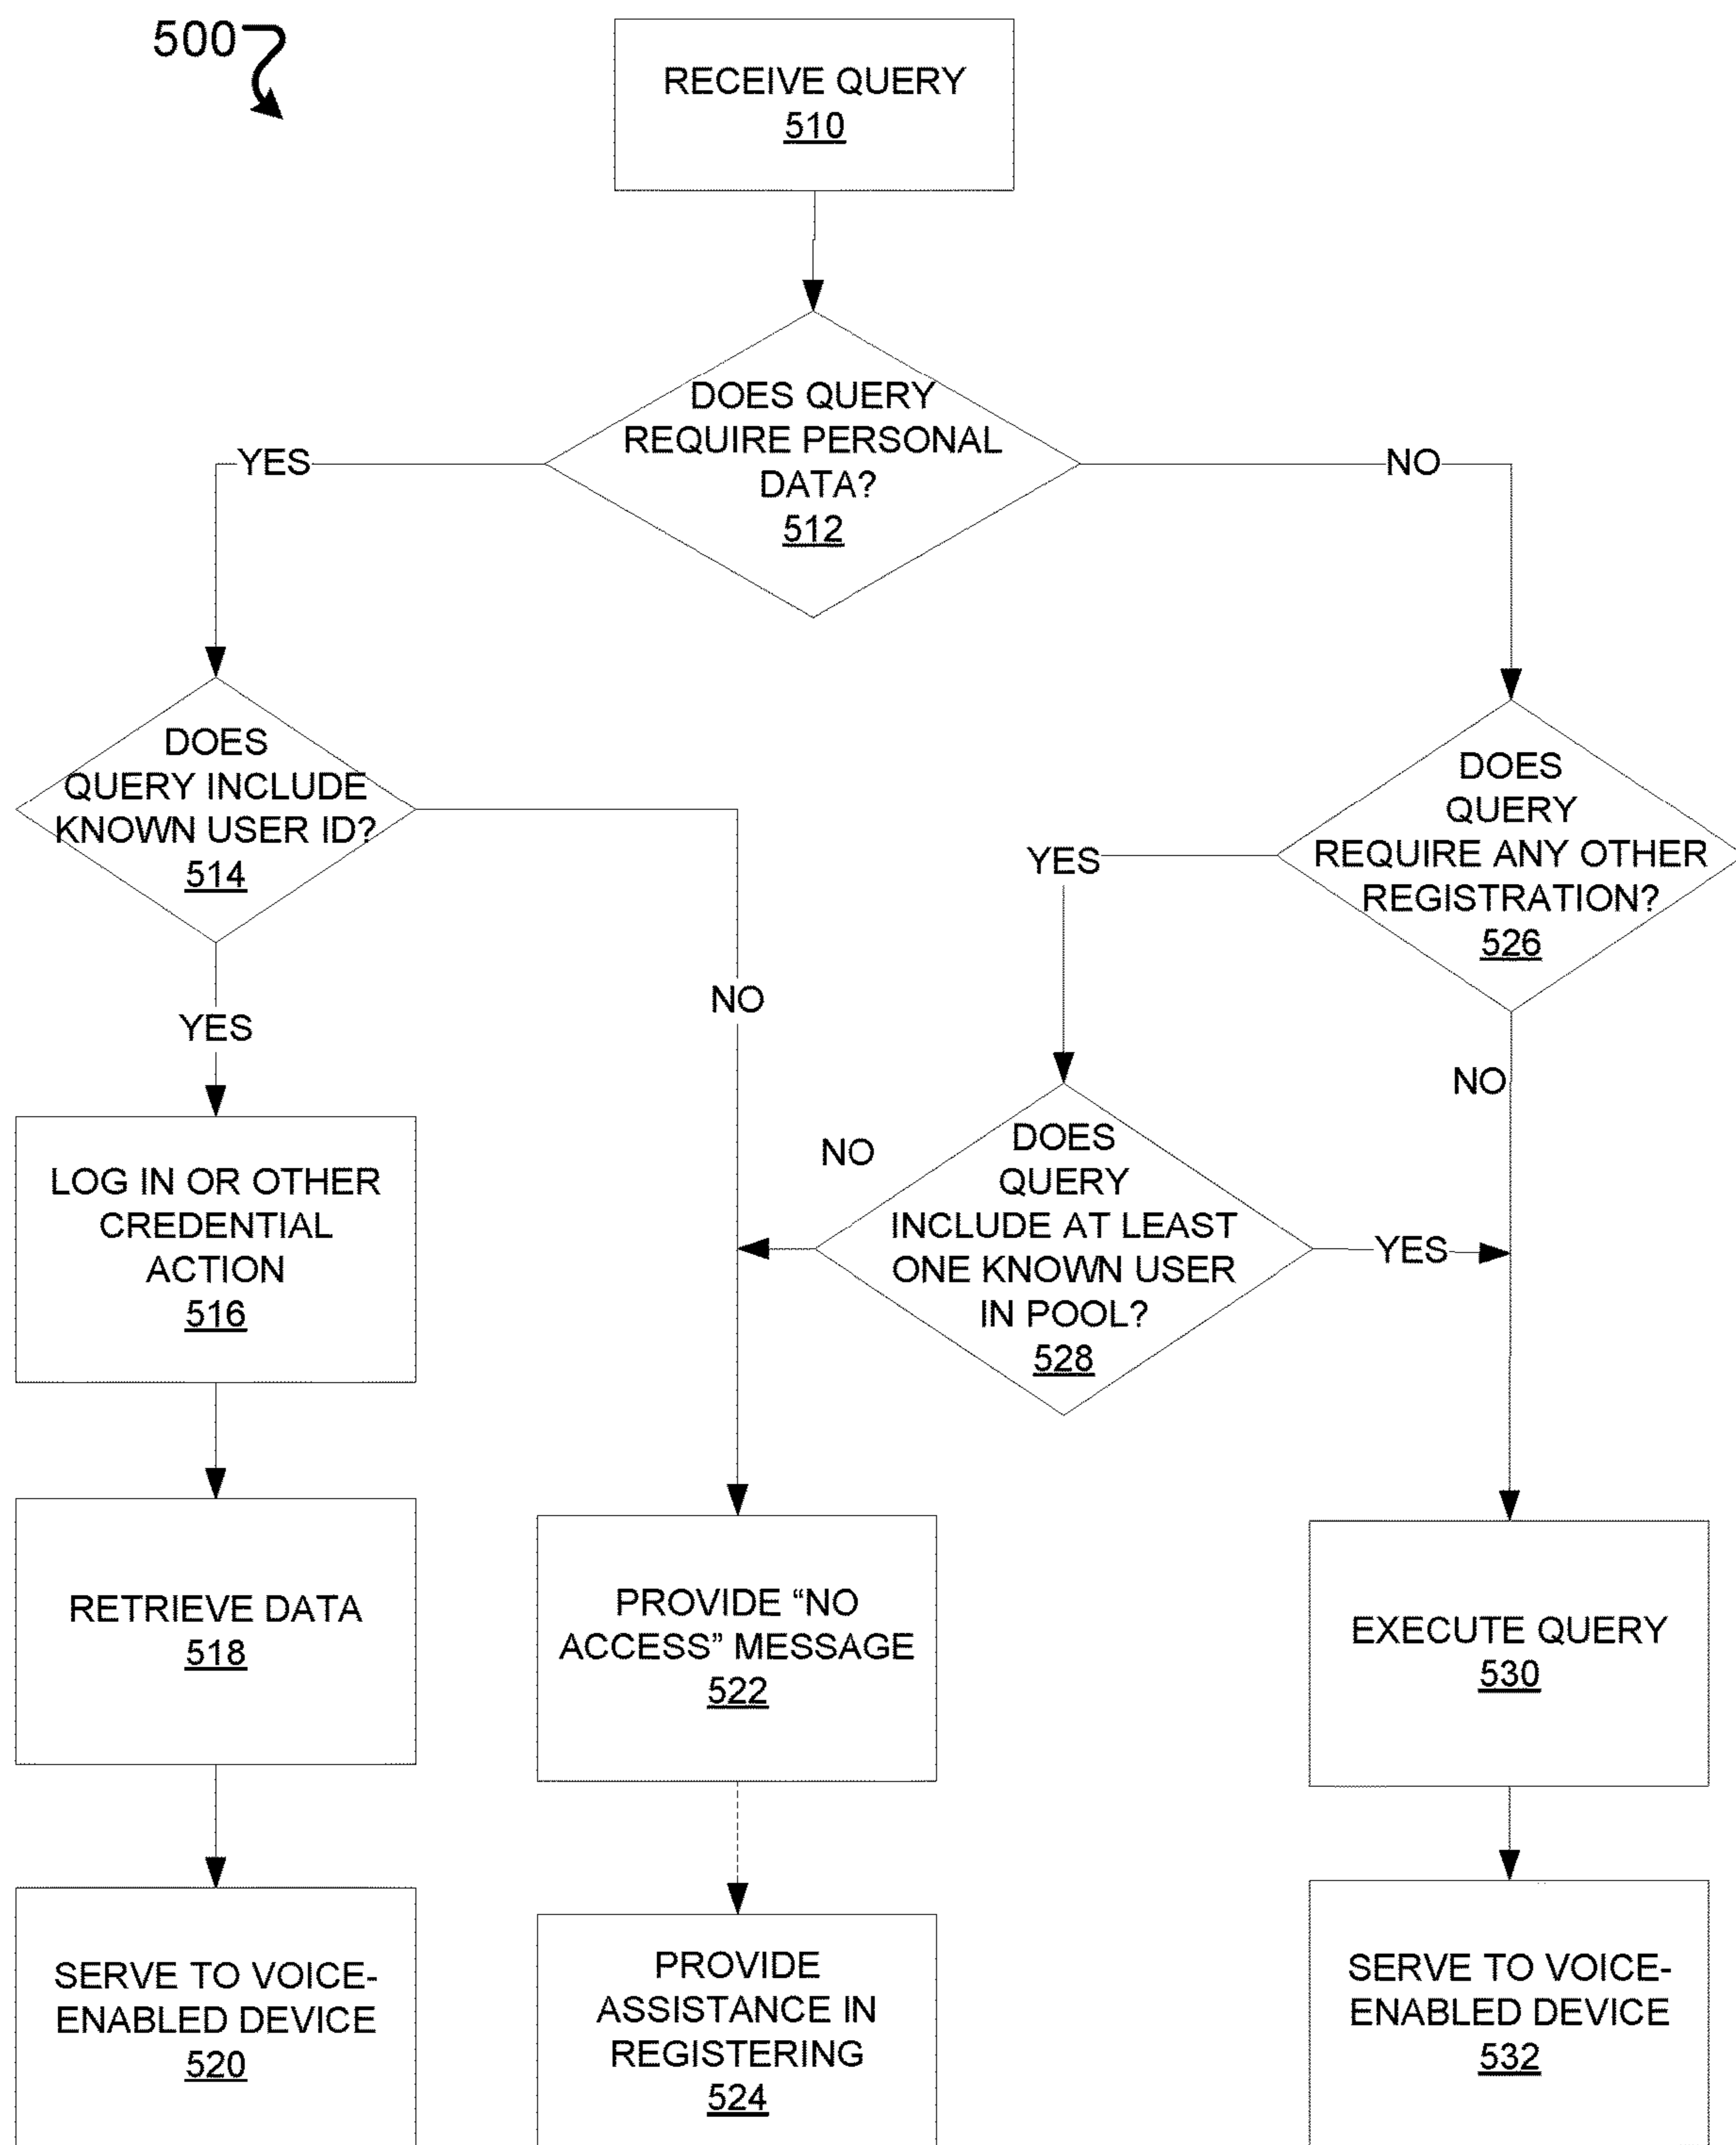 500
RECEIVE QUERY
510
DOES QUERY
REQUIRE PERSONAL
DATA?
512
YES
NO
DOES
QUERY INCLUDE
KNOWN USER ID?
514
DOES
QUERY
REQUIRE ANY OTHER
REGISTRATION?
526
YES
NO
YES
NO
NO
DOES
QUERY
INCLUDE AT LEAST
ONE KNOWN USER
IN POOL?
528
YES
LOG IN OR OTHER
CREDENTIAL
ACTION
516
RETRIEVE DATA
518
PROVIDE “NO
ACCESS” MESSAGE
522
EXECUTE QUERY
530
SERVE TO VOICE-
ENABLED DEVICE
520
PROVIDE
ASSISTANCE IN
REGISTERING
524
SERVE TO VOICE-
ENABLED DEVICE
532